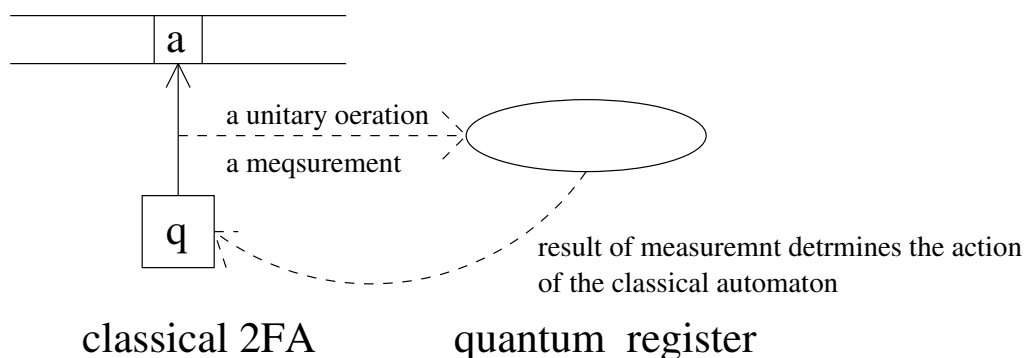 a
a unitary oeration
a meqsurement
q
result of measuremnt detrmines the action
of the classical automaton
classical 2FA
quantum register